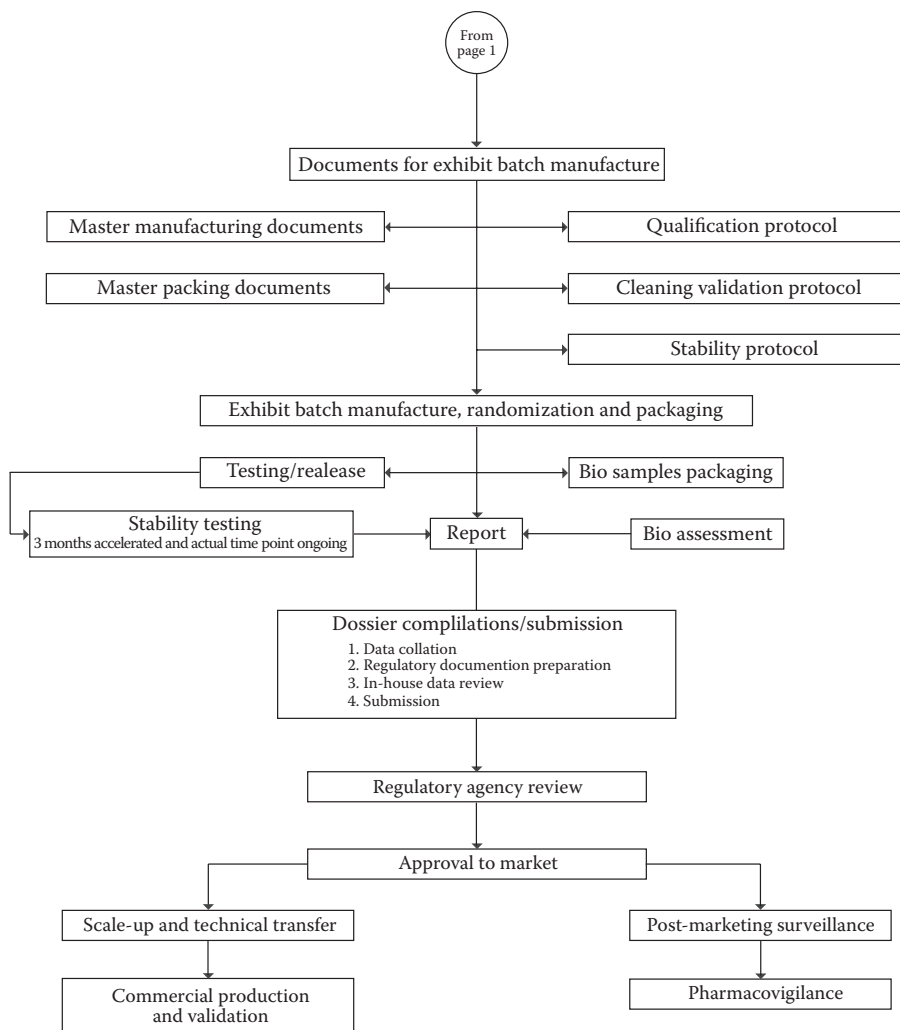 From
page 1
Documents for exhibit batch manufacture
Master manufacturing documents
Qualification protocol
Master packing documents
Cleaning validation protocol
Stability protocol
Exhibit batch manufacture, randomization and packaging
Testing/realease
Bio samples packaging
Stability testing
3 months accelerated and actual time point ongoing
Report
Bio assessment
Dossier complilations/submission
1. Data collation
2. Regulatory documention preparation
3. In-house data review
4. Submission
Regulatory agency review
Approval to market
Scale-up and technical transfer
Post-marketing surveillance
Commercial production
and validation
Pharmacovigilance